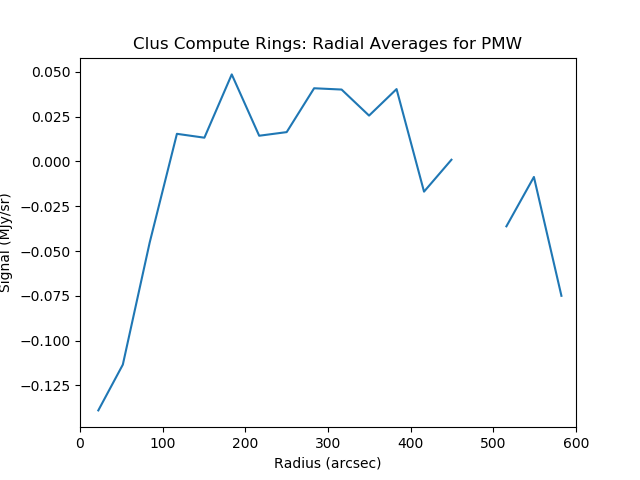 Clus Compute Rings: Radial Averages for PMW
Signal (MJy/sr)
0.050
0.025
0.000
−0.025
−0.050
−0.075
−0.100
−0.125
0 100 200 300 400 500 600
Radius (arcsec)